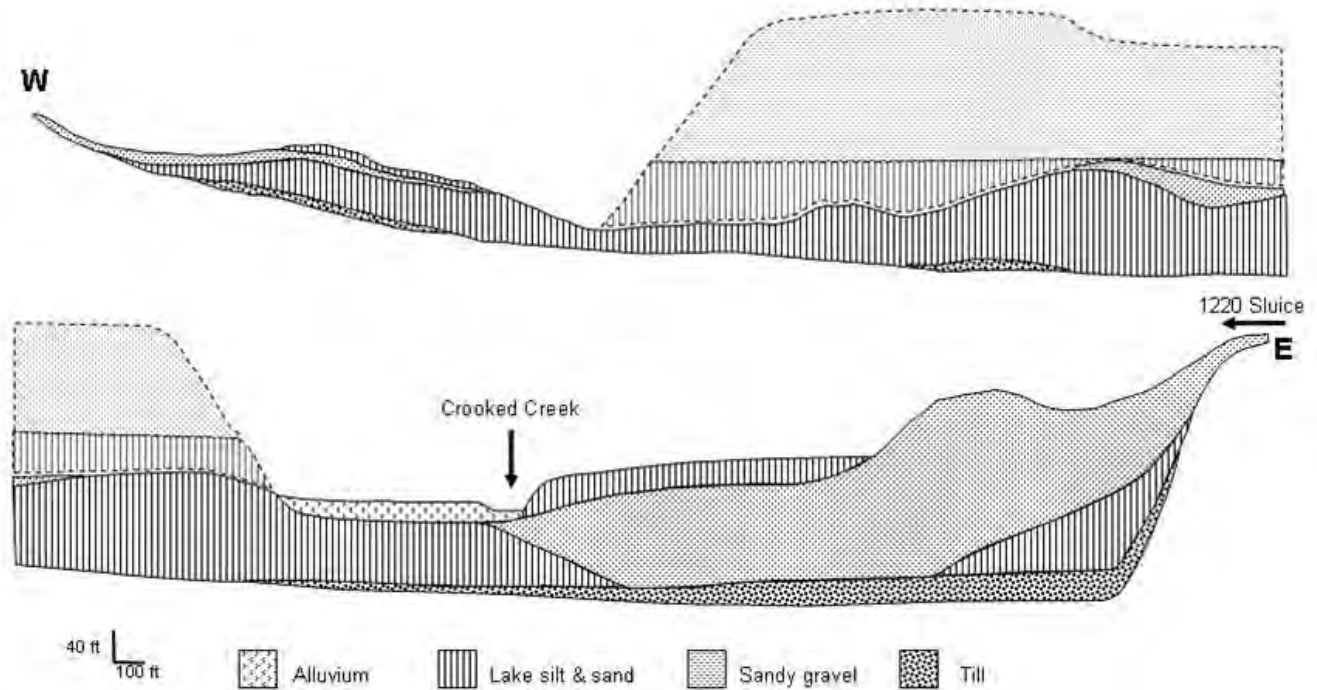 W
1220 Sluice
E
Crooked Creek
40 ft
100 ft
Alluvium
Lake silt & sand
Sandy gravel
Till